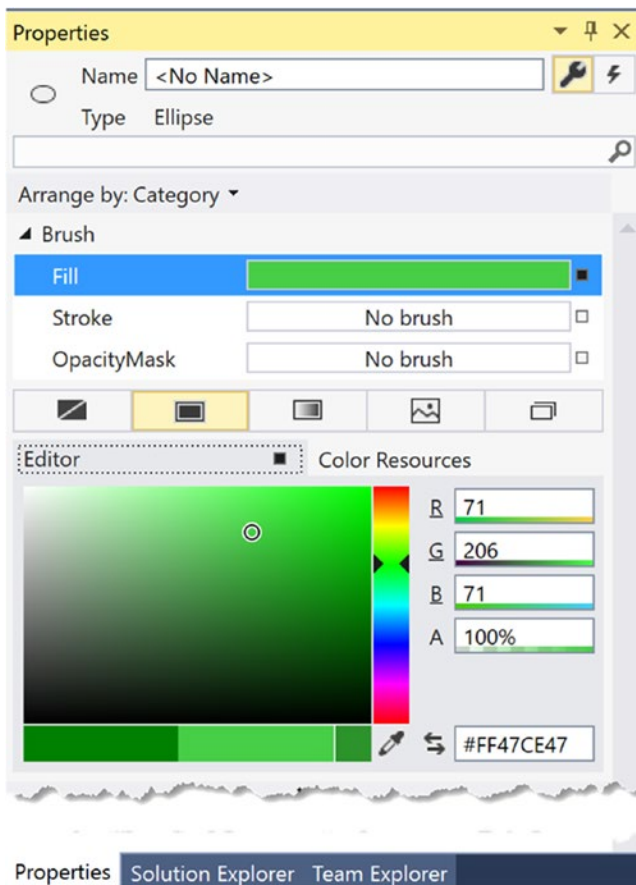 Properties
Name <No Name>
Type Ellipse
Arrange by: Category
Brush
Fill
Stroke No brush
OpacityMask No brush
Editor Color Resources
R 71
G 206
B 71
A 100%
#FF47CE47
Properties Solution Explorer Team Explorer